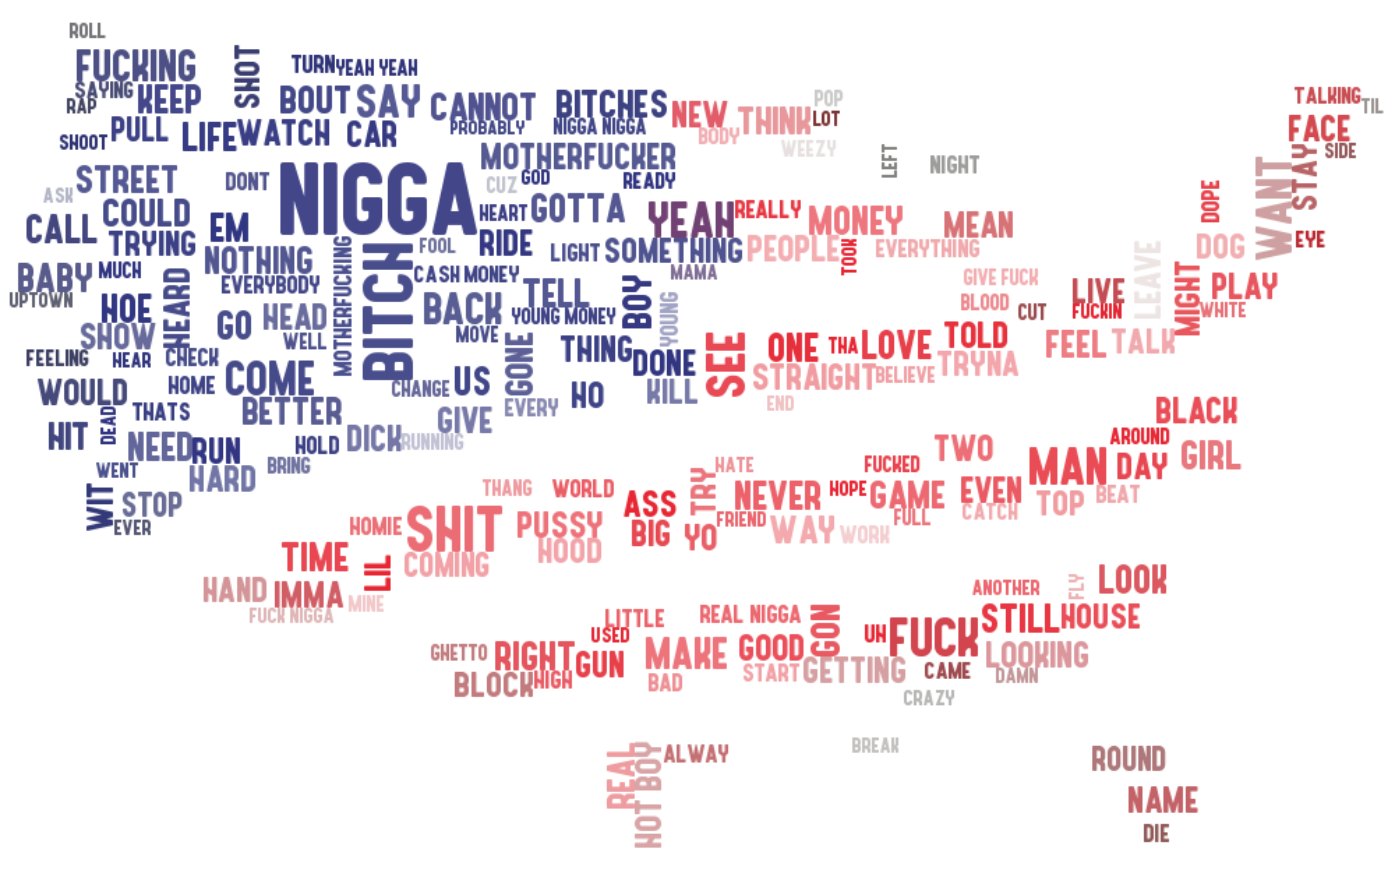 ROLL
FUCKING
SHOT
TURN
YEAH YEAH
SAYING
KEEP
RAP
BOUT
SAY
CANNOT
BITCHES
NEW
THINK
POP
LOT
TALKING
TIL
SHOOT
PULL
LIFE
WATCH
CAR
PROBABLY
NIGGA NIGGA
BODY
WEEZY
FACE
SIDE
STAY
MOTHERFUCKER
LEFT
NIGHT
STREET
DONT
NIGGA
CUZ
GOD
READY
WANT
DOPE
ASK
COULD
HEART
GOTTA
YEAH
REALLY
MONEY
MEAN
CALL
TRYING
EM
FOOL
RIDE
LIGHT
SOMETHING
PEOPLE
TOOK
EVERYTHING
DOG
EYE
NOTHING
MOTHERFUCKING
BITCH
BABY
MUCH
EVERYBODY
CASH MONEY
MAMA
GIVE FUCK
LEAVE
UPTOWN
HOE
HEARD
BACK
TELL
BOY
YOUNG
BLOOD
CUT
LIVE
FUCKIN
MIGHT
PLAY
WHITE
SHOW
GO
HEAD
YOUNG MONEY
MOVE
WELL
FEELING
HEAR
CHECK
GONE
THING
DONE
SEE
ONE
THA
LOVE
TOLD
FEEL
TALK
WOULD
HOME
COME
CHANGE
US
HO
KILL
STRAIGHT
BELIEVE
TRYNA
DEAD
THATS
BETTER
GIVE
EVERY
END
BLACK
HIT
NEED
RUN
HOLD
DICK
RUNNING
TWO
AROUND
GIRL
WENT
HARD
BRING
HATE
FUCKED
MAN
DAY
WIT
STOP
EVER
THANG
WORLD
ASS
TRY
NEVER
HOPE
GAME
EVEN
TOP
BEAT
HOMIE
SHIT
PUSSY
BIG
YO
FRIEND
WAY
WORK
FULL
CATCH
TIME
LIL
COMING
HOOD
HAND
IMMA
MINE
FUCK NIGGA
ANOTHER
FLY
LOOK
LITTLE
REAL NIGGA
GON
UH
FUCK
STILL
HOUSE
USED
GHETTO
RIGHT
GUN
MAKE
GOOD
LOOKING
BLOCK
HIGH
BAD
START
GETTING
CAME
DAMN
CRAZY
REAL
HOT BOY
ALWAY
BREAK
ROUND
NAME
DIE